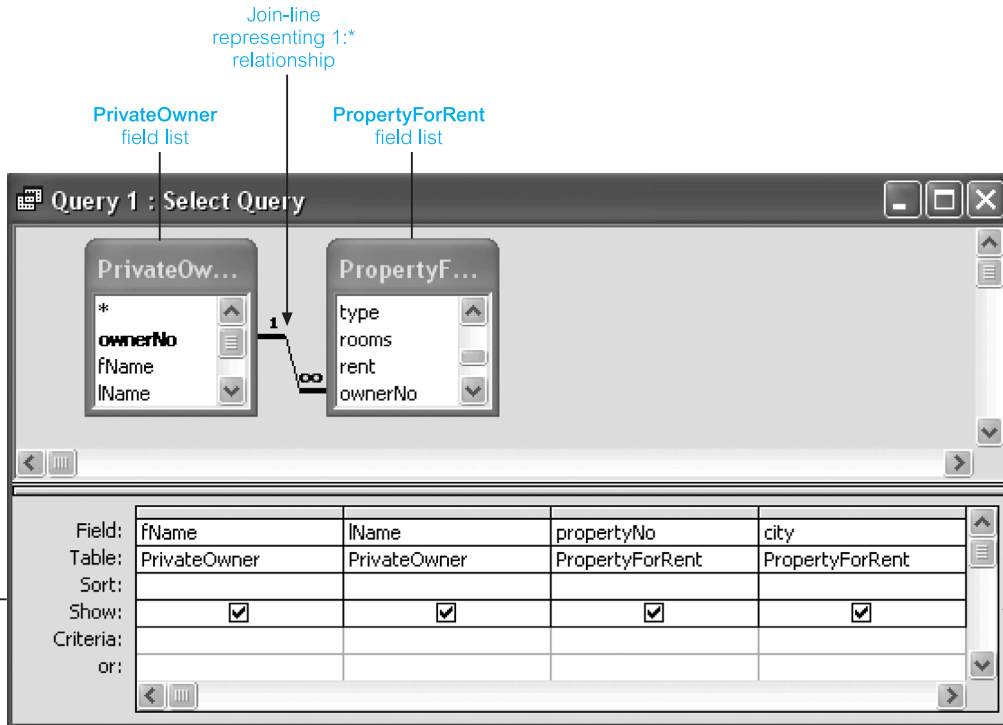 Join-line
representing 1:*
relationship
PrivateOwner
field list
PropertyForRent
field list
Query 1 : Select Query
PrivateOw...
*
ownerNo
fName
lName
1
∞
PropertyF...
type
rooms
rent
ownerNo
Field: fName lName propertyNo city
Table: PrivateOwner PrivateOwner PropertyForRent PropertyForRent
Sort:
Show:
Criteria:
or: